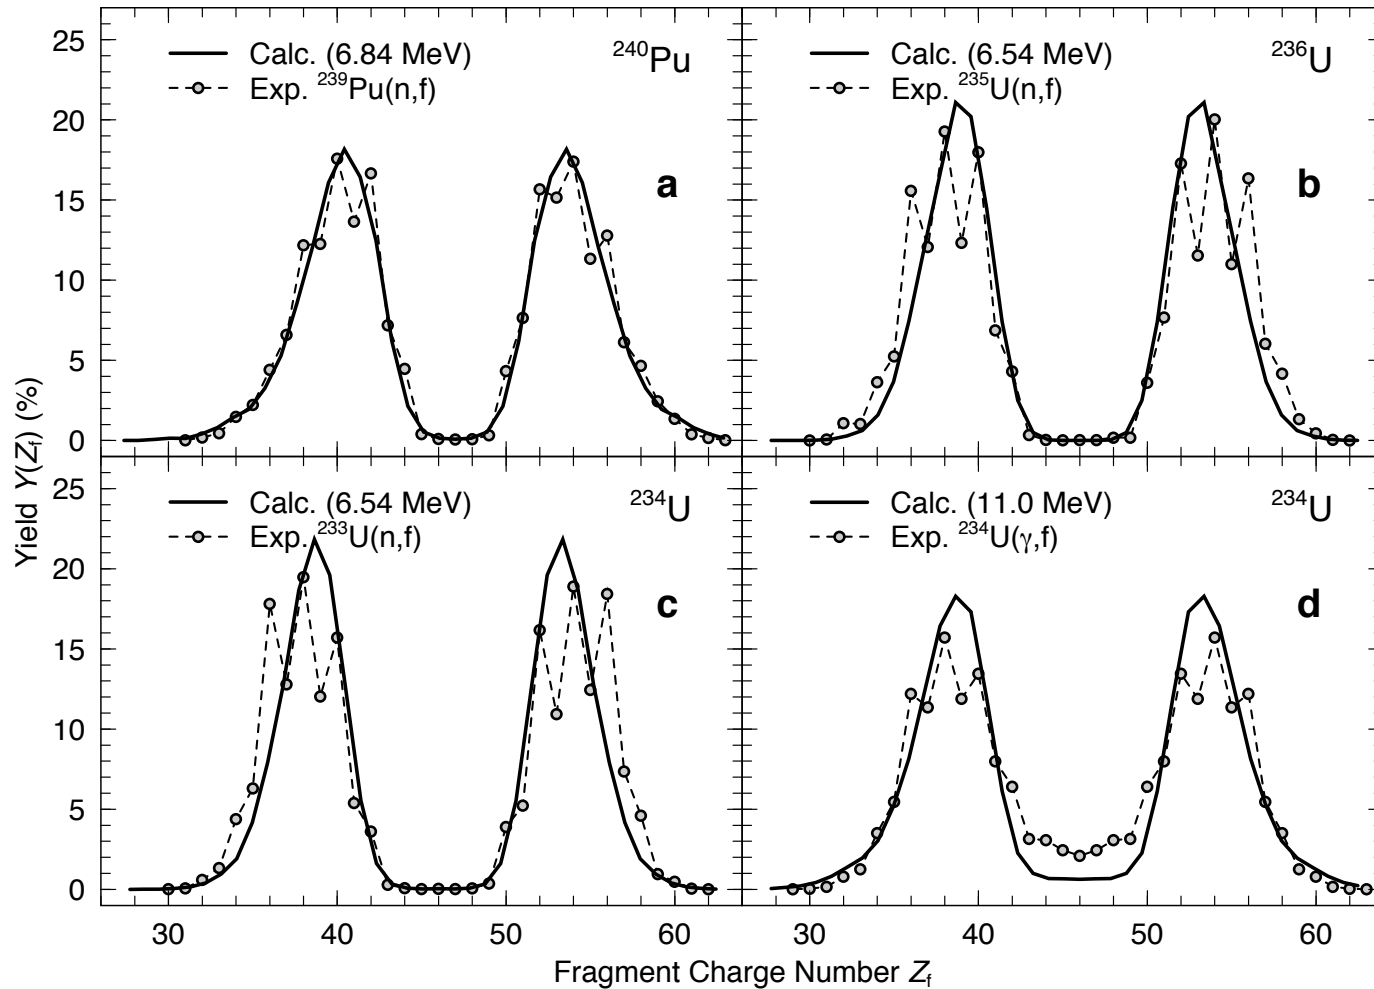 25
20
15
10
5
0
Calc. (6.84 MeV)
Exp. ²³⁹Pu(n,f)
²⁴⁰Pu
a
Calc. (6.54 MeV)
Exp. ²³⁵U(n,f)
²³⁶U
b
25
20
15
10
5
0
Calc. (6.54 MeV)
Exp. ²³³U(n,f)
²³⁴U
c
Calc. (11.0 MeV)
Exp. ²³⁴U(γ,f)
²³⁴U
d
Yield Y(Z_f) (%)
30 40 50 60 30 40 50 60
Fragment Charge Number Z_f